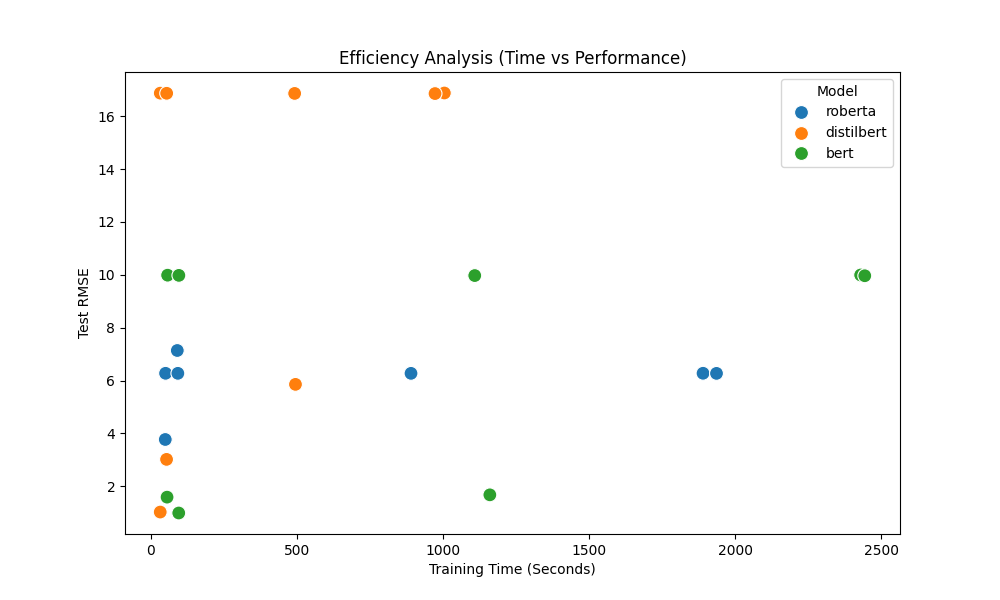 Efficiency Analysis (Time vs Performance)
Model
roberta
distilbert
bert
Test RMSE
16
14
12
10
8
6
4
2
0
500
1000
1500
2000
2500
Training Time (Seconds)